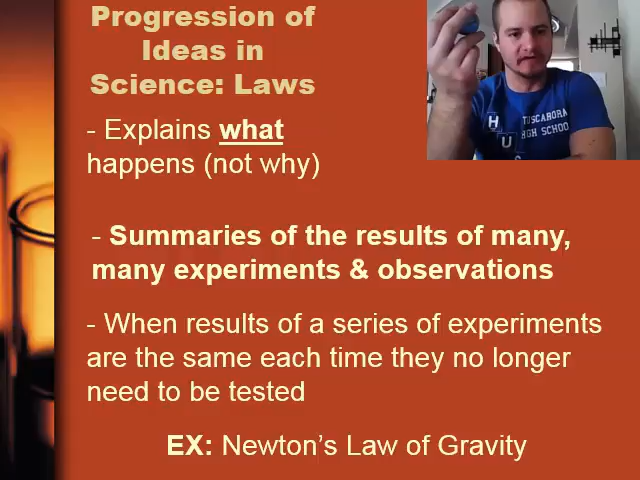 Progression of
Ideas in
Science: Laws
- Explains what
happens (not why)
- Summaries of the results of many,
many experiments & observations
- When results of a series of experiments
are the same each time they no longer
need to be tested
EX: Newton's Law of Gravity
TUSCARORA
HIGH SCHOOL
H
U
S